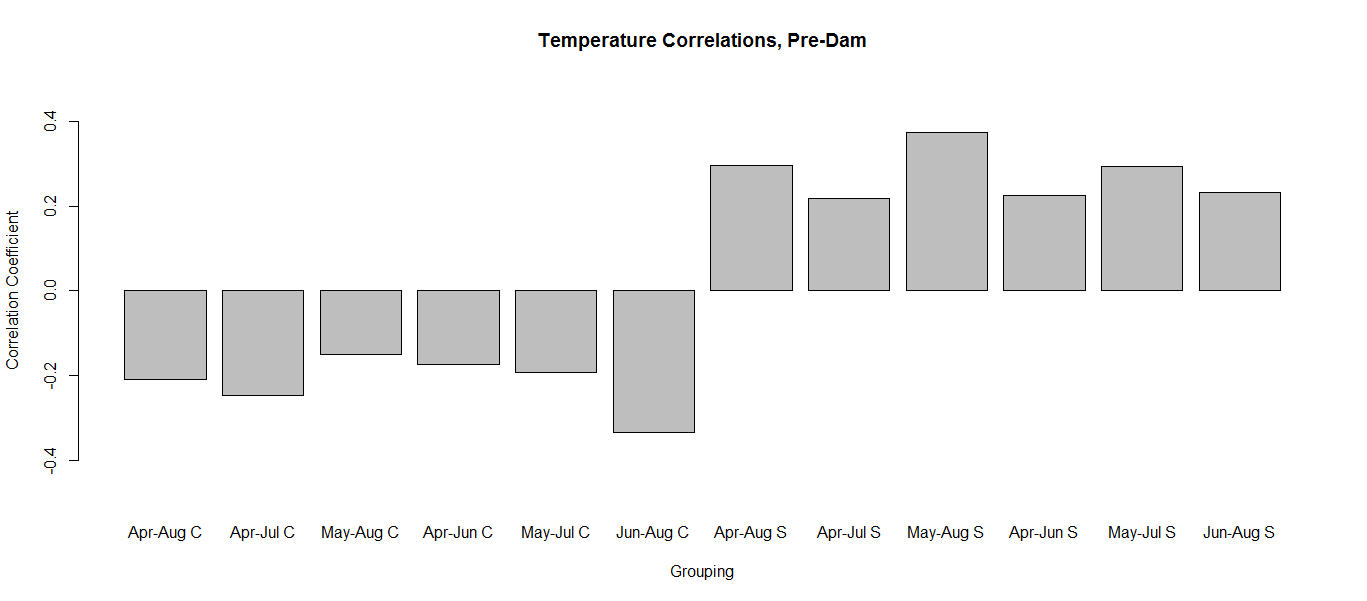 Temperature Correlations, Pre-Dam
Correlation Coefficient
0.4
0.2
0.0
-0.2
-0.4
Apr-Aug C Apr-Jul C May-Aug C Apr-Jun C May-Jul C Jun-Aug C Apr-Aug S Apr-Jul S May-Aug S Apr-Jun S May-Jul S Jun-Aug S
Grouping